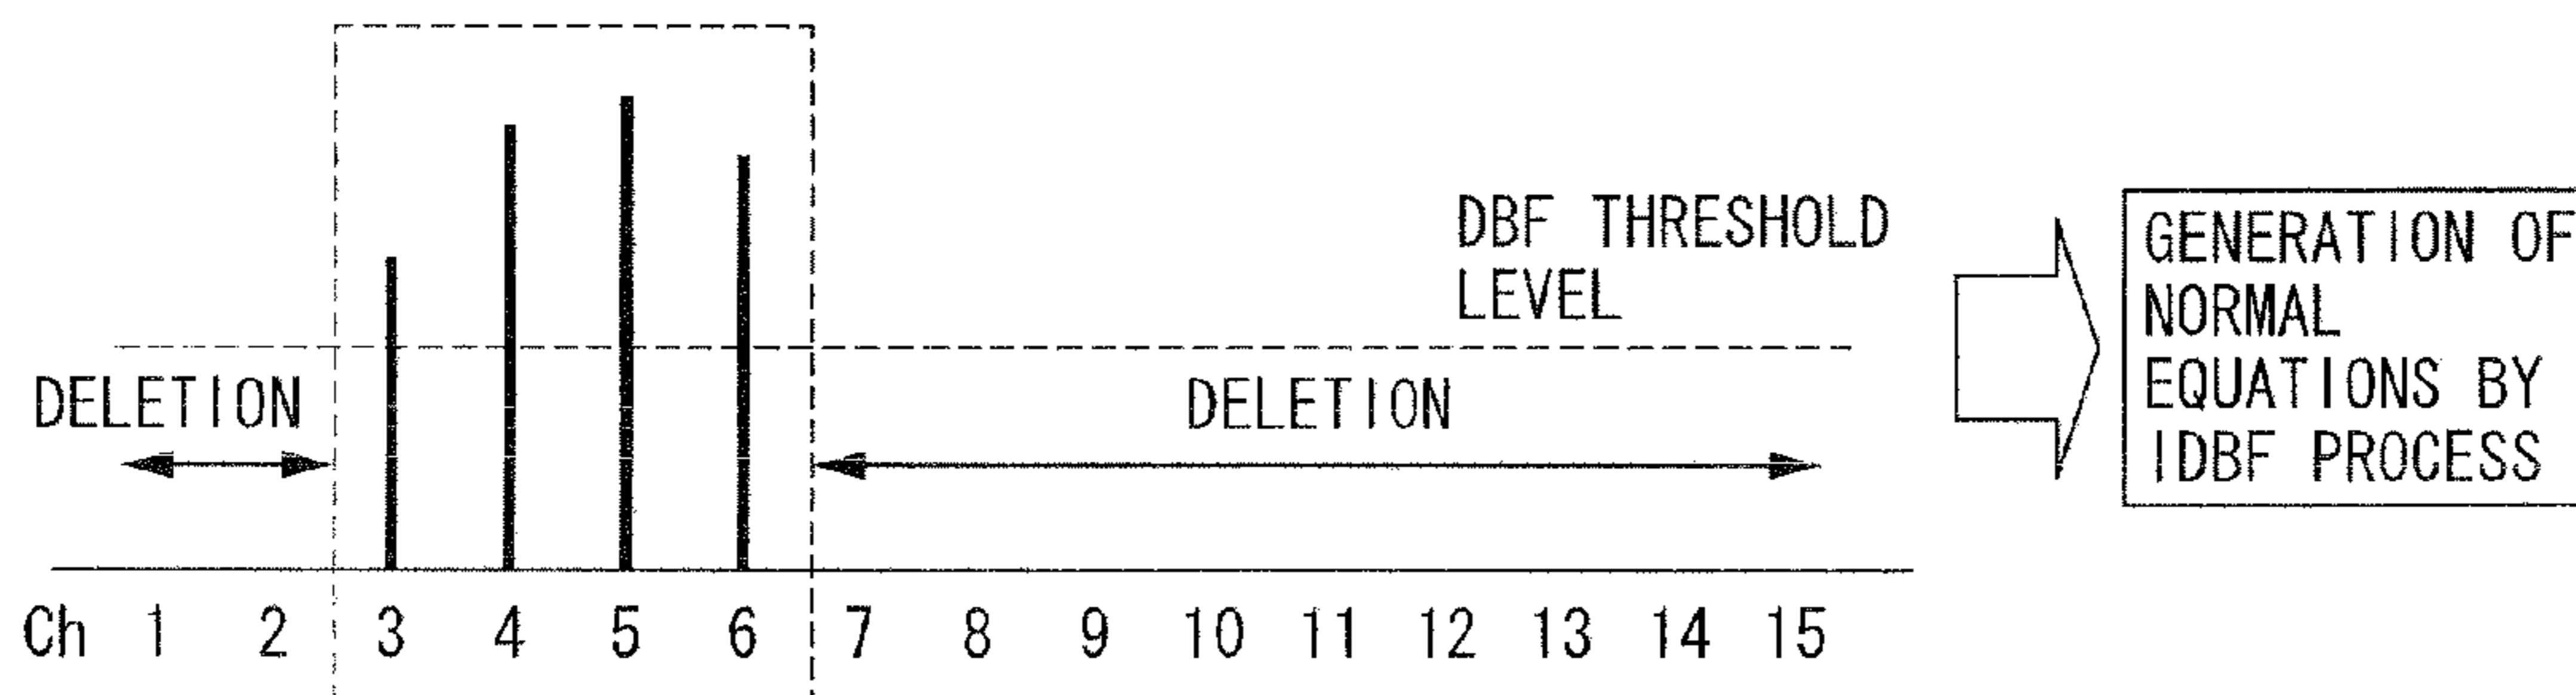 DBF THRESHOLD
LEVEL
DELETION
DELETION
GENERATION OF
NORMAL
EQUATIONS BY
IDBF PROCESS
Ch 1 2 3 4 5 6 7 8 9 10 11 12 13 14 15